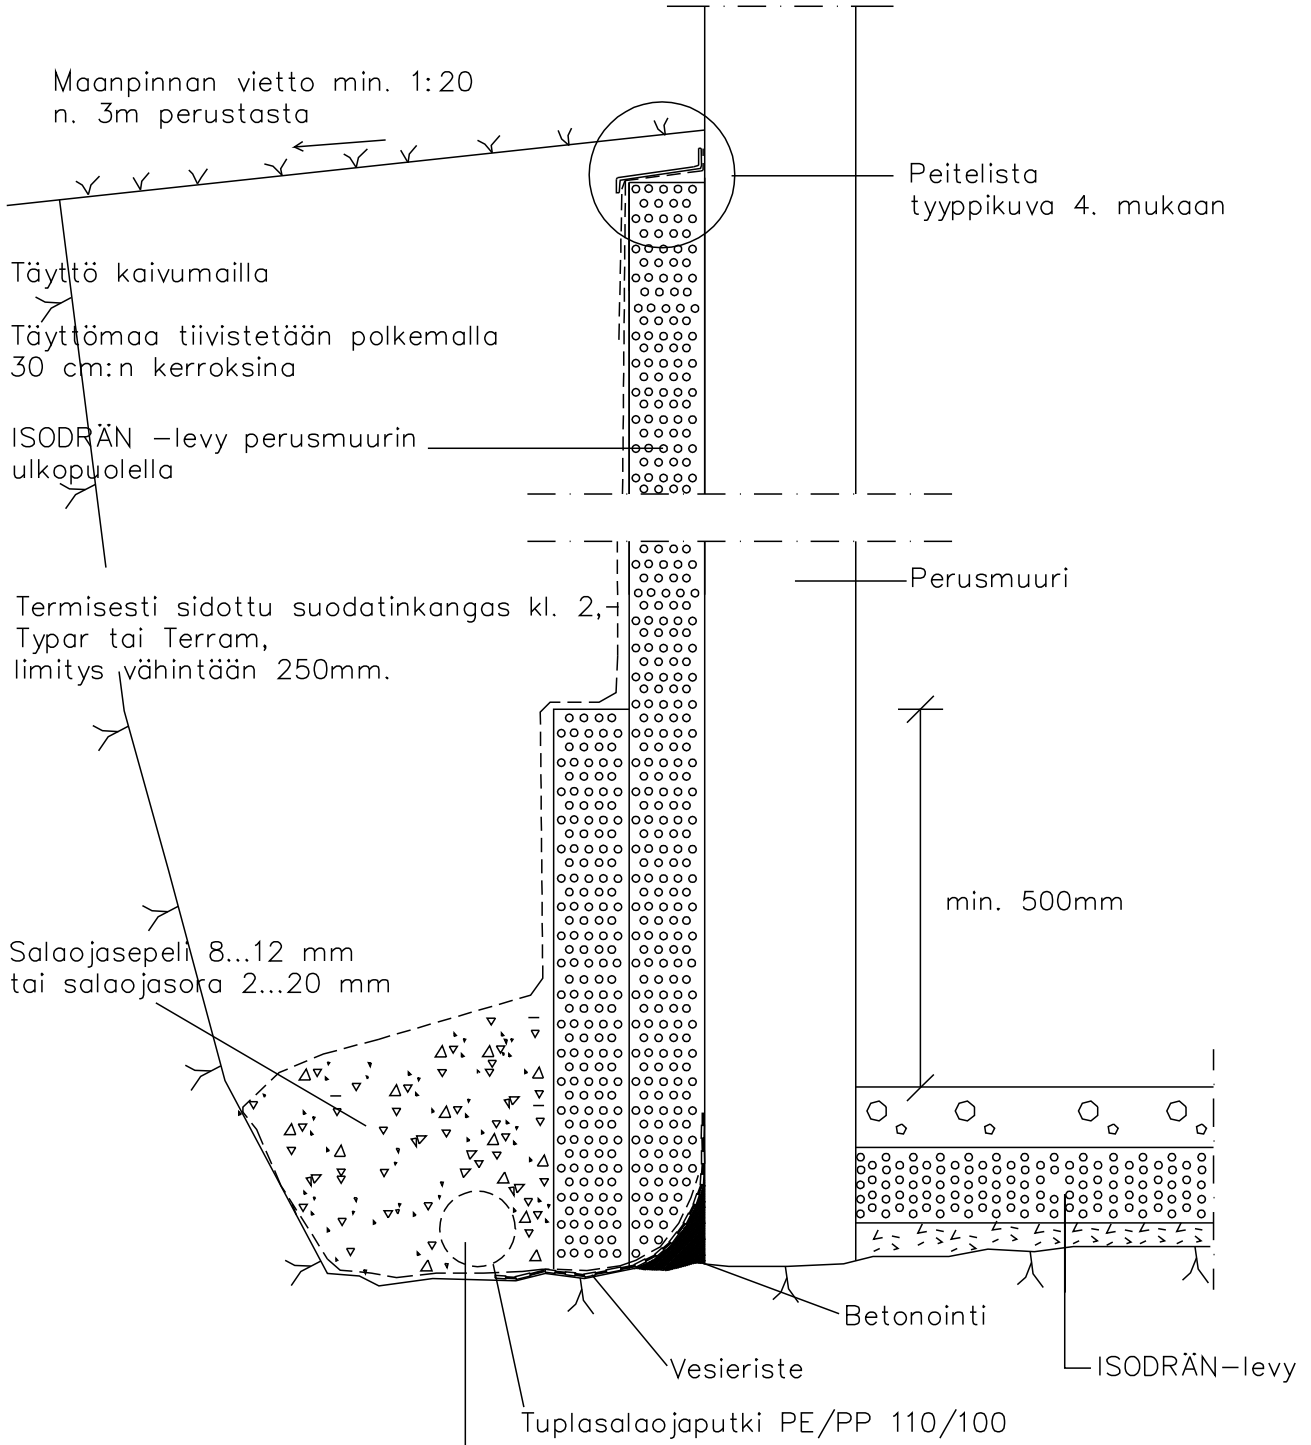 Maanpinnan vietto min. 1:20
n. 3m perustasta
Peitelista
tyyppikuva 4. mukaan
Täyttö kaivumailla
Täyttömaa tiivistetään polkemalla
30 cm:n kerroksina
ISODRÄN -levy perusmuurin
ulkopuolella
Perusmuuri
Termisesti sidottu suodatinkangas kl. 2,
Typar tai Terram,
limitys vähintään 250mm.
min. 500mm
Salaojasepeli 8...12 mm
tai salaojasora 2...20 mm
Betonointi
Vesieriste
ISODRÄN-levy
Tuplasalaojaputki PE/PP 110/100